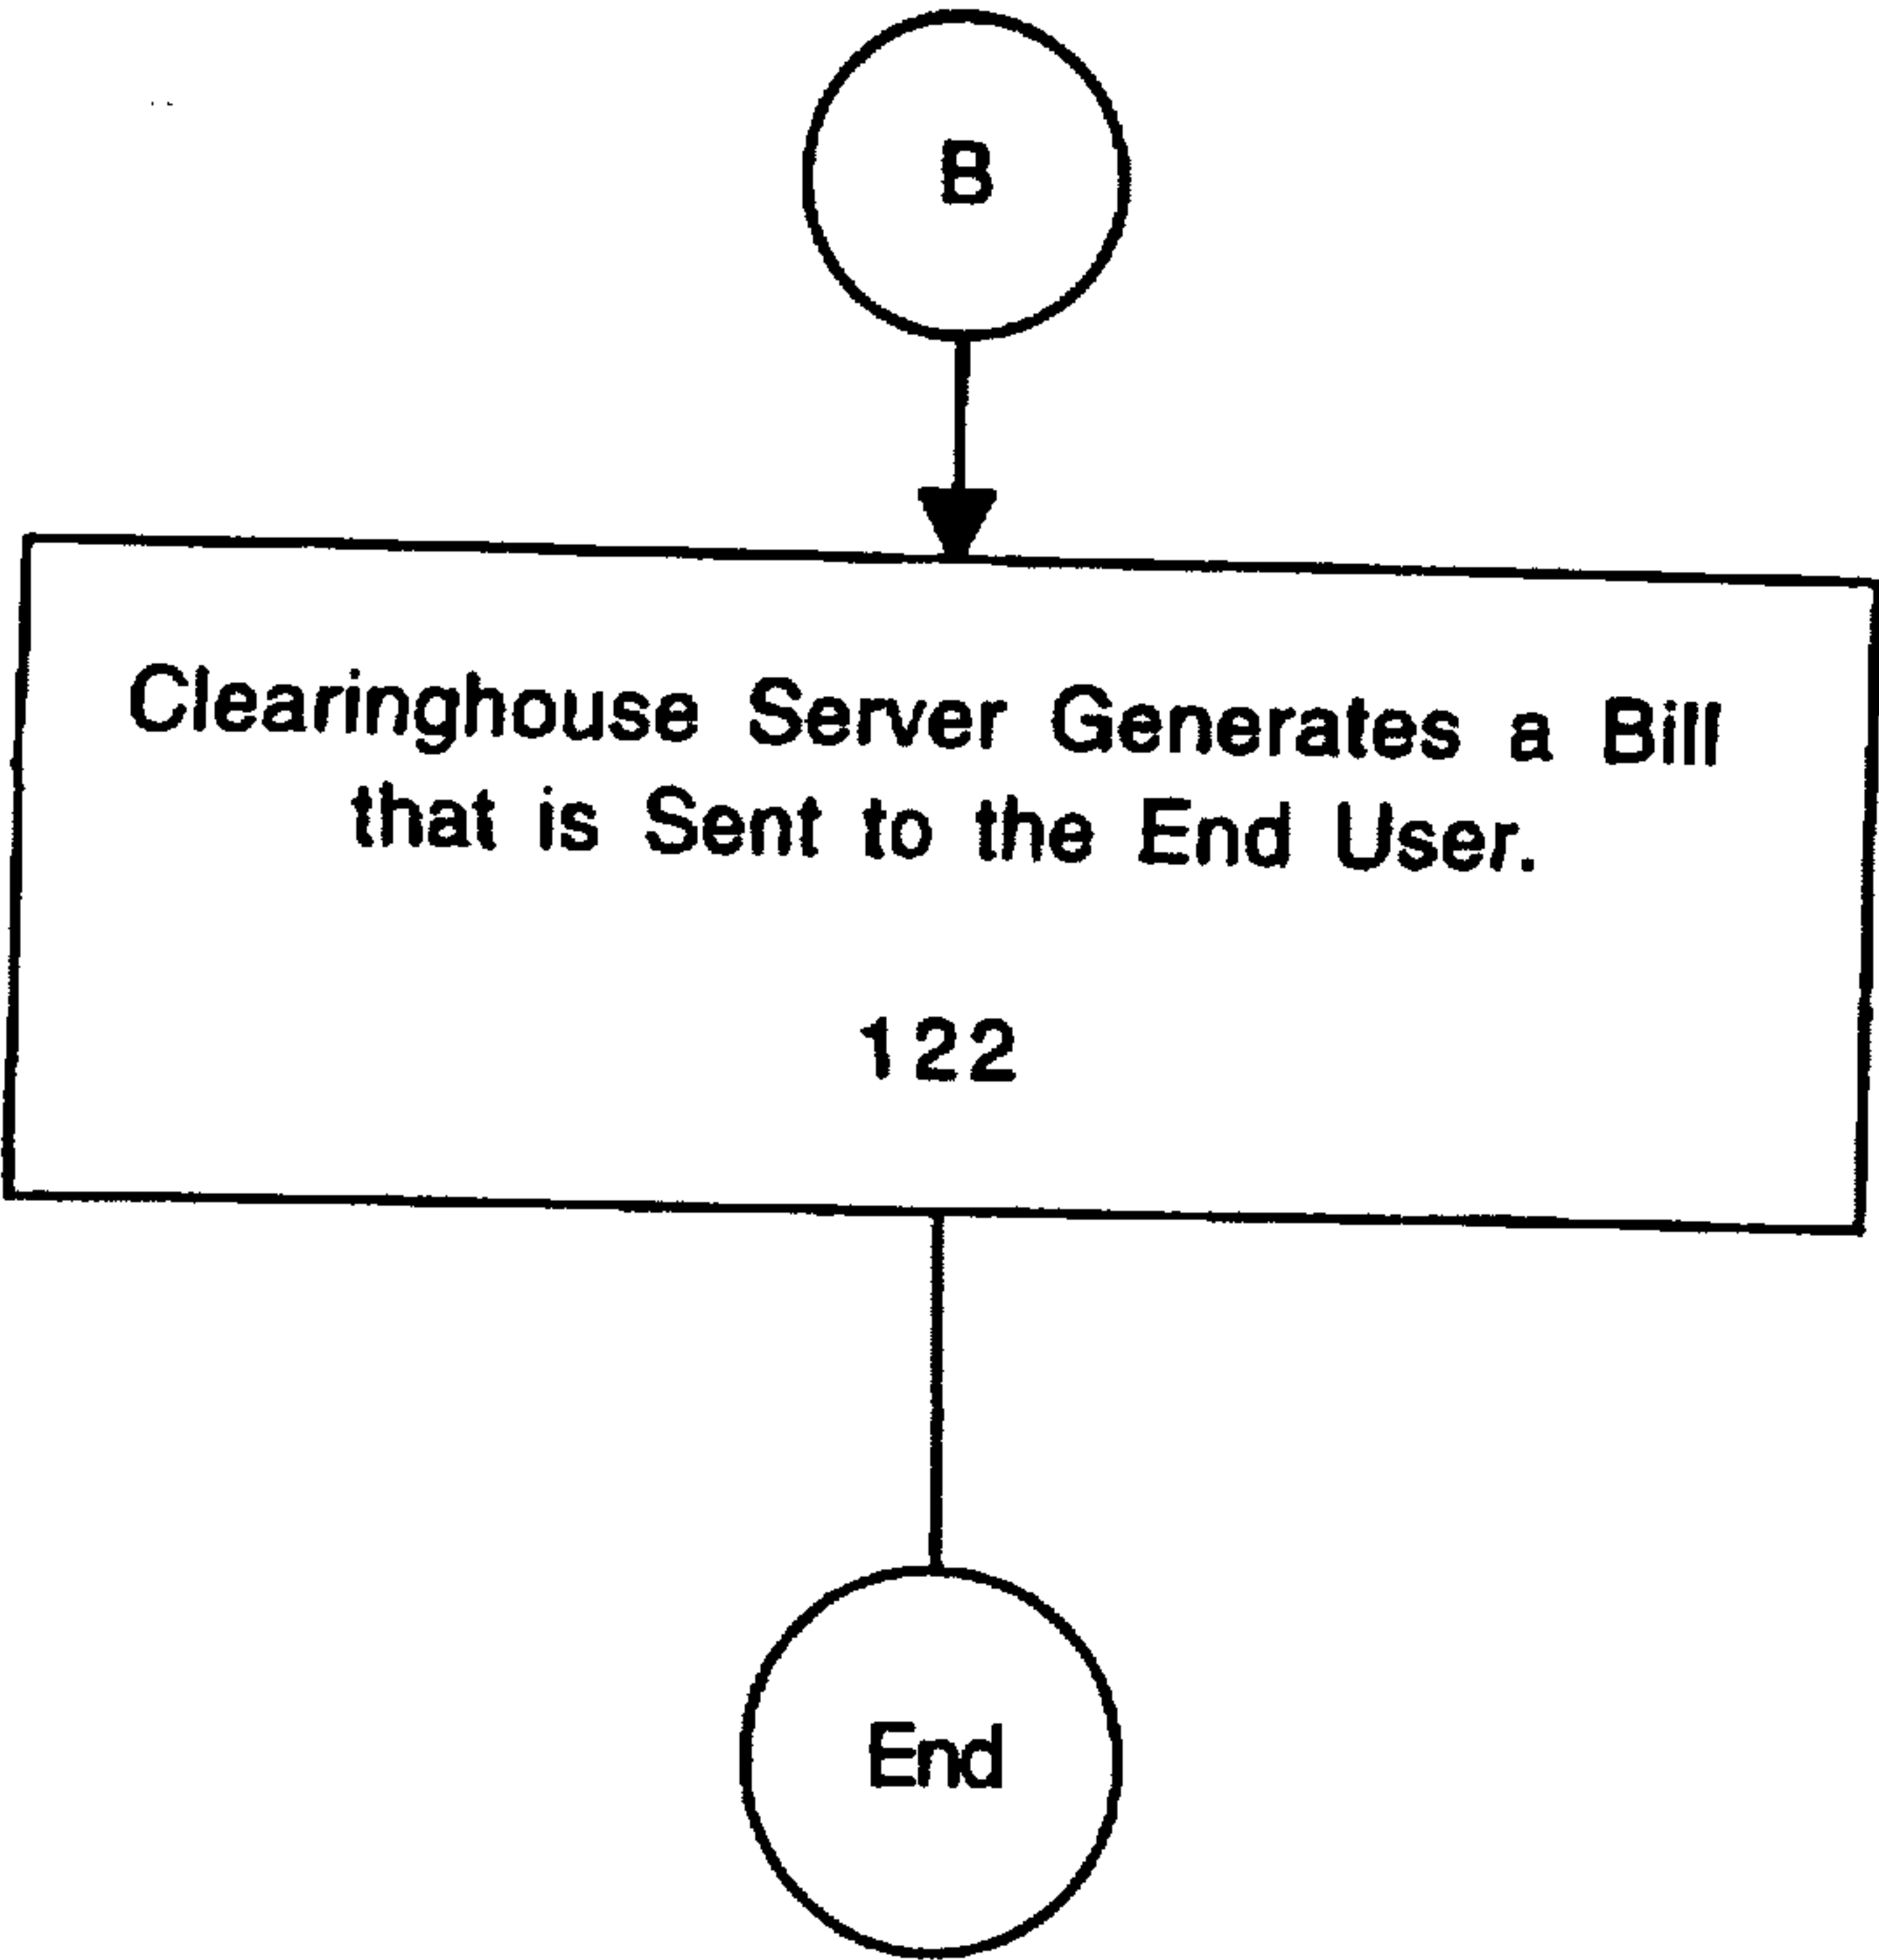 B
Clearinghouse Server Generates a Bill
that is Sent to the End User.
122
End